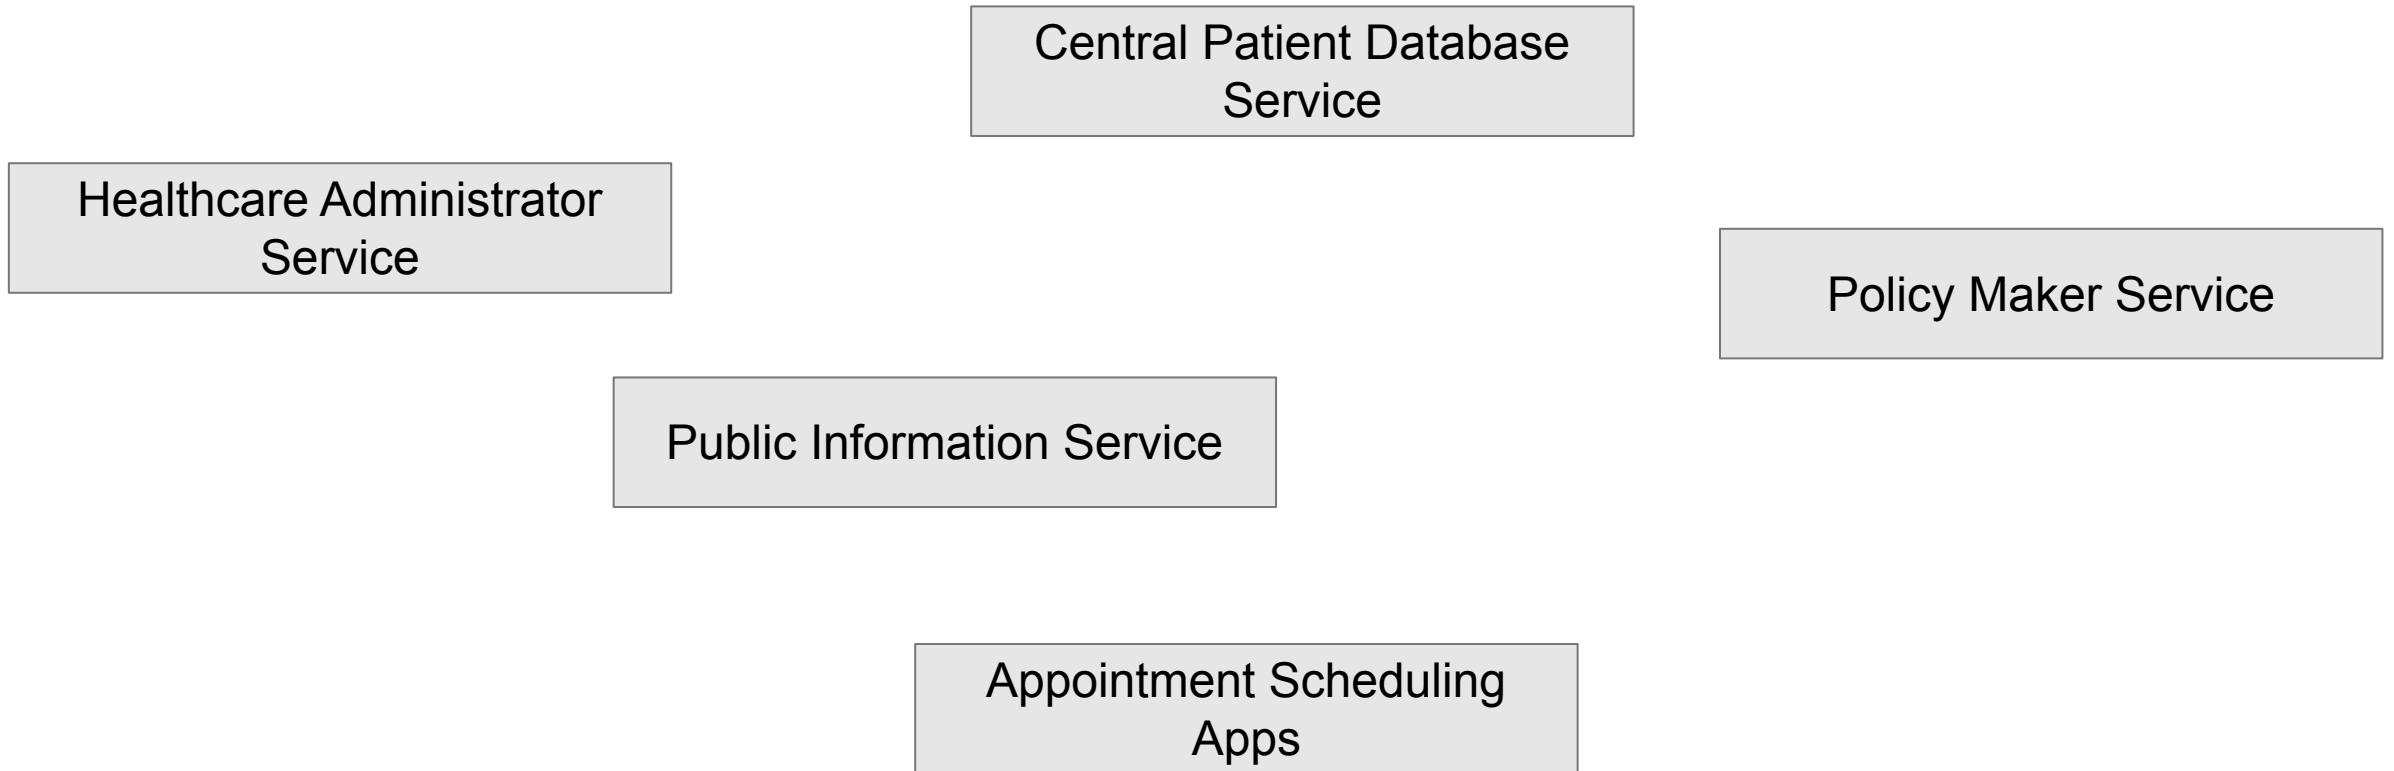 Central Patient Database
Service
Healthcare Administrator
Service
Policy Maker Service
Public Information Service
Appointment Scheduling
Apps